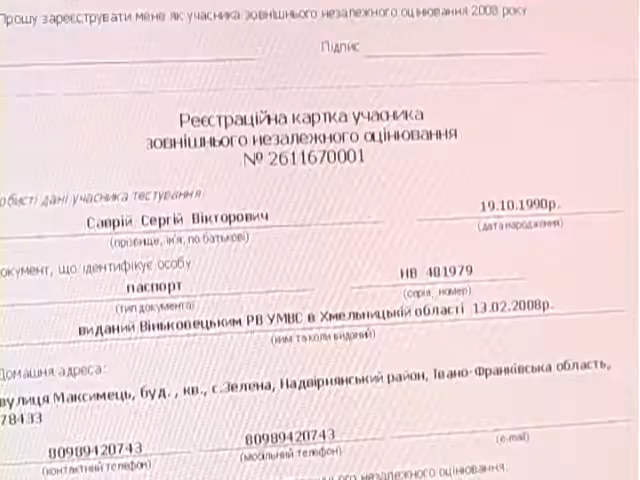 Прошу зареєструвати мене як учасника зовнішнього незалежного оцінювання 2008 року
Підпис
Реєстраційна картка учасника
зовнішнього незалежного оцінювання
№ 2611670001
обисті дані учасника тестування
Саврій Сергій Вікторович
19.10.1990р.
(прізвище, ім'я, по батькові)
(дата народження)
окумент, що ідентифікує особу
паспорт
НВ 401979
(тип документа)
(серія, номер)
виданий Віньковецьким РВ УМВС в Хмельницькій області 13.02.2008р.
(ким та коли виданий)
Домашня адреса:
вулиця Максимець, буд. , кв., с.Зелена, Надвірнянський район, Івано-Франківська область,
78433
80989420743
80989420743
(контактний телефон)
(мобільний телефон)
(e-mail)
незалежного оцінювання: